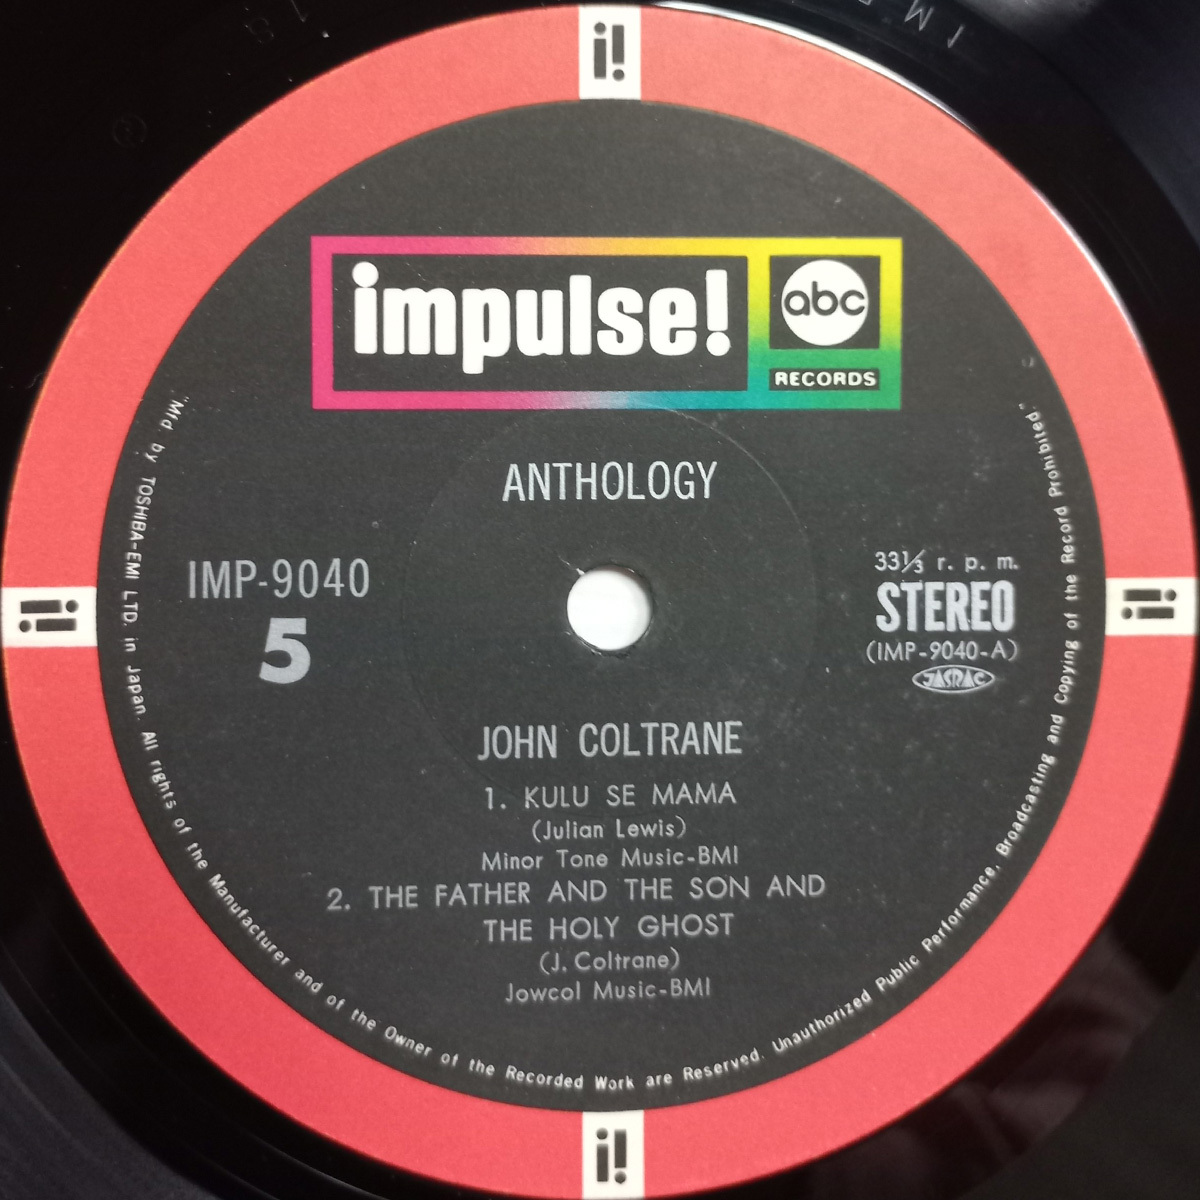 i!
impulse!
abc
RECORDS
ANTHOLOGY
IMP-9040
5
33⅓ r. p. m.
STEREO
(IMP-9040-A)
JASRAC
JOHN COLTRANE
1. KULU SE MAMA
(Julian Lewis)
Minor Tone Music-BMI
2. THE FATHER AND THE SON AND
THE HOLY GHOST
(J. Coltrane)
Jowcol Music-BMI
"Mfd. by TOSHIBA-EMI LTD. in Japan. All rights of the Manufacturer and of the Owner of the Recorded Work are Reserved. Unauthorized Public Performance, Broadcasting and Copying of the Record Prohibited."
i!
i!
i!